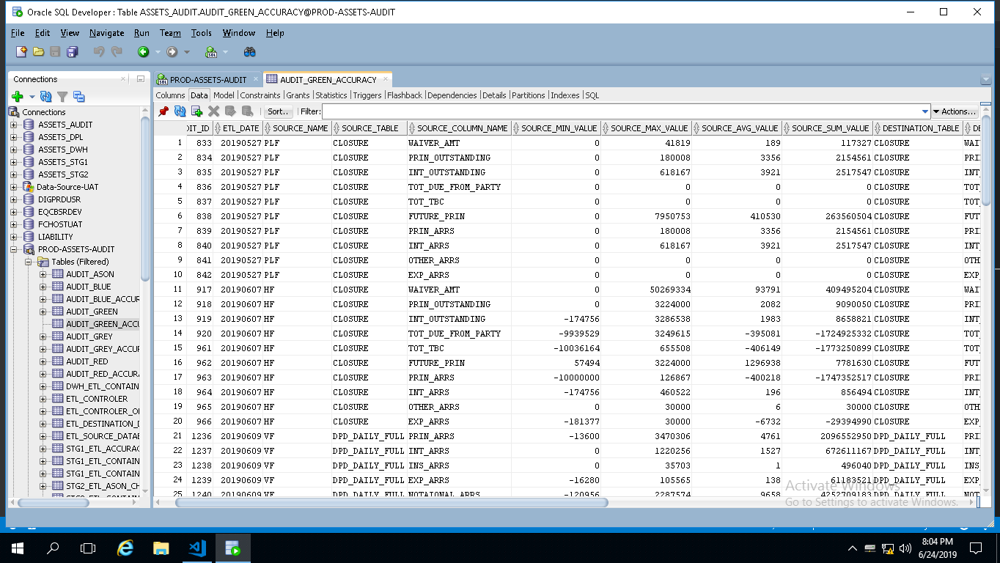 Oracle SQL Developer : Table ASSETS_AUDIT.AUDIT_GREEN_ACCURACY@PROD-ASSETS-AUDIT
File Edit View Navigate Run Team Tools Window Help
Connections
Connections
ASSETS_AUDIT
ASSETS_DPL
ASSETS_DWH
ASSETS_STG1
ASSETS_STG2
Data-Source-UAT
DIGPRDUSR
EQCBSRDEV
FCHOSTUAT
LIABILITY
PROD-ASSETS-AUDIT
Tables (Filtered)
AUDIT_ASON
AUDIT_BLUE
AUDIT_BLUE_ACCUR
AUDIT_GREEN
AUDIT_GREEN_ACCU
AUDIT_GREY
AUDIT_GREY_ACCUR
AUDIT_RED
AUDIT_RED_ACCUR
DWH_ETL_CONTAIN
ETL_CONTROLER
ETL_CONTROLER_O
ETL_DESTINATION_D
ETL_SOURCE_DATAB
STG1_ETL_ACCURAC
STG1_ETL_CONTAIN
STG1_ETL_CONTAIN
STG2_ETL_ASON_CH
PROD-ASSETS-AUDIT AUDIT_GREEN_ACCURACY
Columns Data Model Constraints Grants Statistics Triggers Flashback Dependencies Details Partitions Indexes SQL
Sort.. Filter: Actions...
DIT_ID ETL_DATE SOURCE_NAME SOURCE_TABLE SOURCE_COLUMN_NAME SOURCE_MIN_VALUE SOURCE_MAX_VALUE SOURCE_AVG_VALUE SOURCE_SUM_VALUE DESTINATION_TABLE DE
1 833 20190527 PLF CLOSURE WAIVER_AMT 0 41819 189 117327 CLOSURE WAI
2 834 20190527 PLF CLOSURE PRIN_OUTSTANDING 0 180008 3356 2154561 CLOSURE PRI
3 835 20190527 PLF CLOSURE INT_OUTSTANDING 0 618167 3921 2517547 CLOSURE INT_
4 836 20190527 PLF CLOSURE TOT_DUE_FROM_PARTY 0 0 0 0 CLOSURE TOT_
5 837 20190527 PLF CLOSURE TOT_TBC 0 0 0 0 CLOSURE TOT_
6 838 20190527 PLF CLOSURE FUTURE_PRIN 0 7950753 410530 263560504 CLOSURE FUT
7 839 20190527 PLF CLOSURE PRIN_ARRS 0 180008 3356 2154561 CLOSURE PRI
8 840 20190527 PLF CLOSURE INT_ARRS 0 618167 3921 2517547 CLOSURE INT_
9 841 20190527 PLF CLOSURE OTHER_ARRS 0 0 0 0 CLOSURE OTH
10 842 20190527 PLF CLOSURE EXP_ARRS 0 0 0 0 CLOSURE EXP_
11 917 20190607 HF CLOSURE WAIVER_AMT 0 50269334 93791 409495204 CLOSURE WAI
12 918 20190607 HF CLOSURE PRIN_OUTSTANDING 0 3224000 2082 9090050 CLOSURE PRI
13 919 20190607 HF CLOSURE INT_OUTSTANDING -174756 3286538 1983 8658821 CLOSURE INT_
14 920 20190607 HF CLOSURE TOT_DUE_FROM_PARTY -9939529 3249615 -395081 -1724925332 CLOSURE TOT_
15 961 20190607 HF CLOSURE TOT_TBC -10036164 655508 -406149 -1773250899 CLOSURE TOT_
16 962 20190607 HF CLOSURE FUTURE_PRIN 57494 3224000 1296938 7781630 CLOSURE FUT
17 963 20190607 HF CLOSURE PRIN_ARRS -10000000 126867 -400218 -1747352517 CLOSURE PRI
18 964 20190607 HF CLOSURE INT_ARRS -174756 460522 196 856494 CLOSURE INT_
19 965 20190607 HF CLOSURE OTHER_ARRS 0 30000 6 30000 CLOSURE OTH
20 966 20190607 HF CLOSURE EXP_ARRS -181377 30000 -6732 -29394990 CLOSURE EXP_
21 1236 20190609 VF DPD_DAILY_FULL PRIN_ARRS -13600 3470306 4761 2096552950 DPD_DAILY_FULL PRI
22 1237 20190609 VF DPD_DAILY_FULL INT_ARRS 0 1220256 1527 672611167 DPD_DAILY_FULL INT_
23 1238 20190609 VF DPD_DAILY_FULL INS_ARRS 0 35703 1 496040 DPD_DAILY_FULL INS_
24 1239 20190609 VF DPD_DAILY_FULL EXP_ARRS -16280 105565 138 61183521 DPD_DAILY_FULL EXP_
25 1240 20190609 VF DPD_DAILY_FULL NOTAIONAL_ARRS -120956 2287574 9658 4252709183 DPD_DAILY_FULL NOT
Activate Windows
Go to Settings to activate Windows.
8:04 PM
6/24/2019